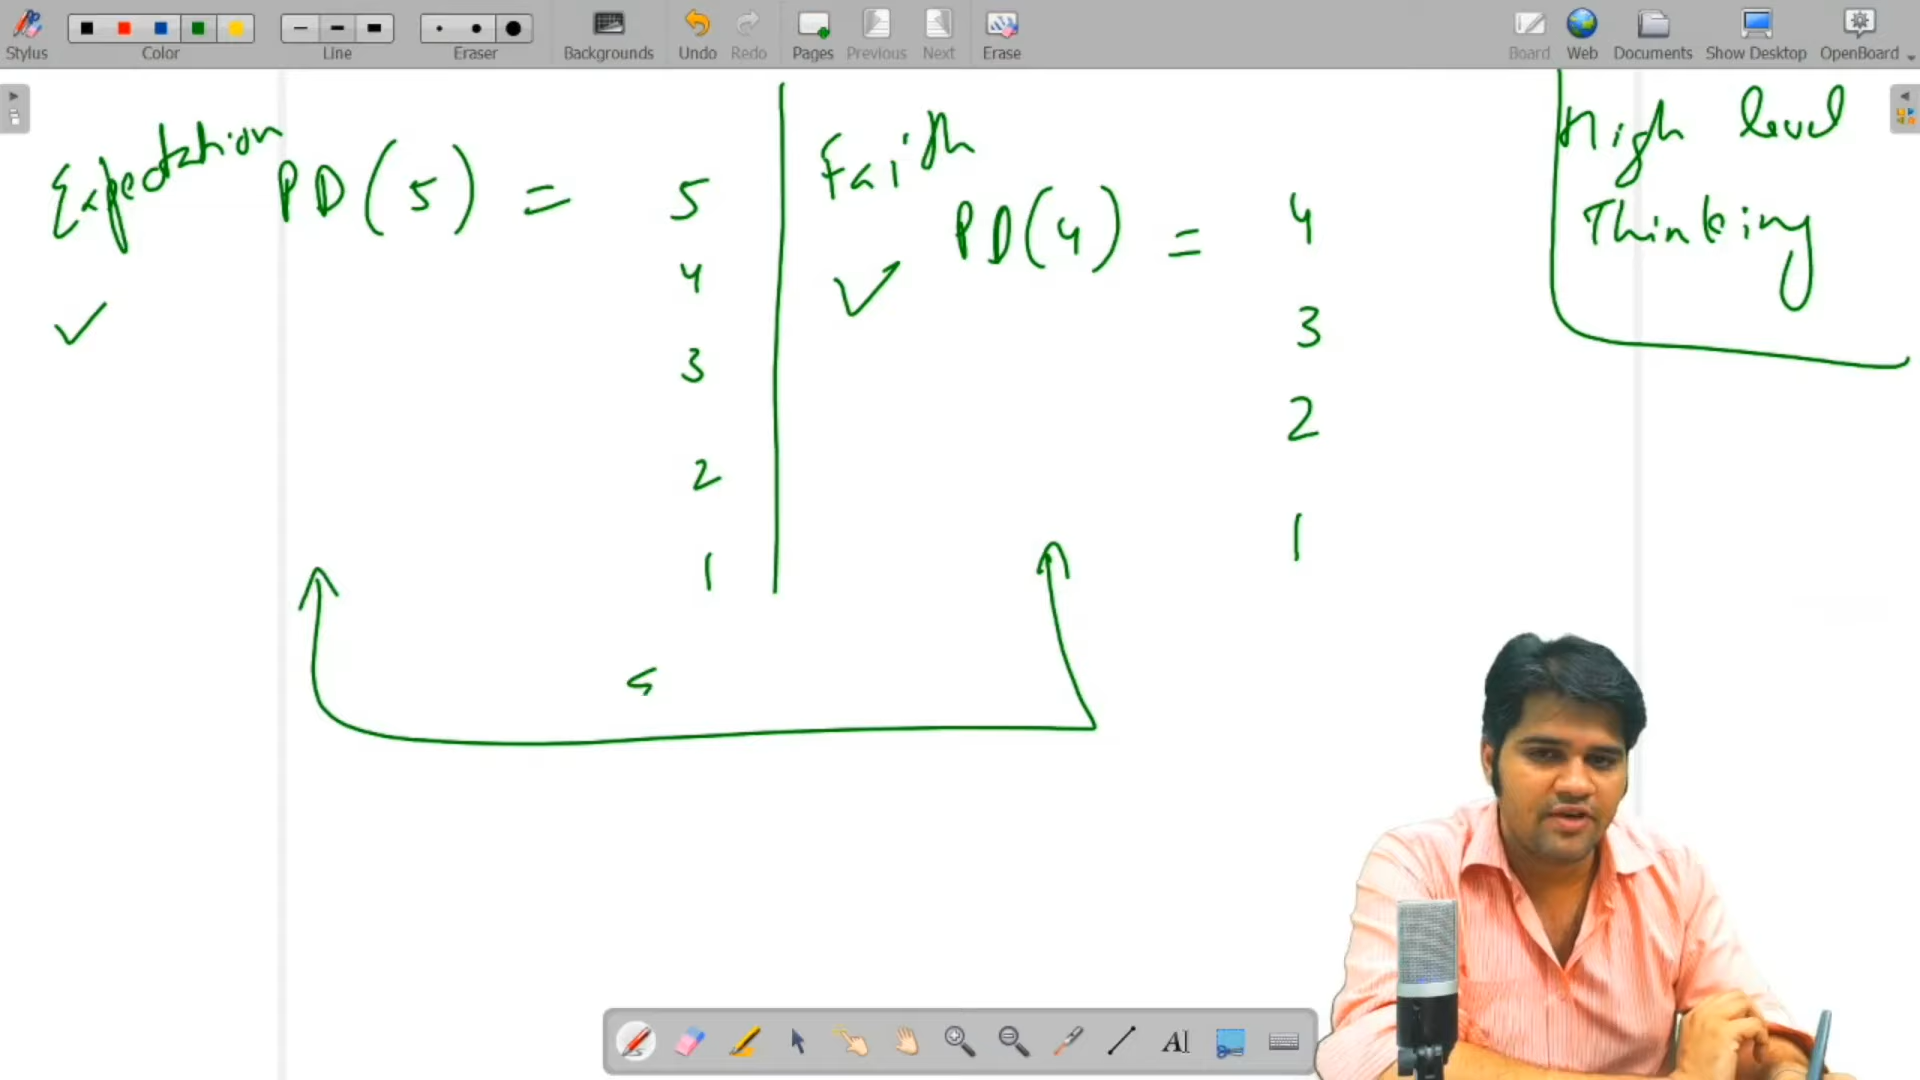 Stylus
Color
Line
Eraser
Backgrounds
Undo
Redo
Pages
Previous
Next
Erase
Board
Web
Documents
Show Desktop
OpenBoard
Expectation
PD(5) = 5
4
3
2
1
Faith
PD(4) = 4
3
2
1
High level
Thinking
5
AI